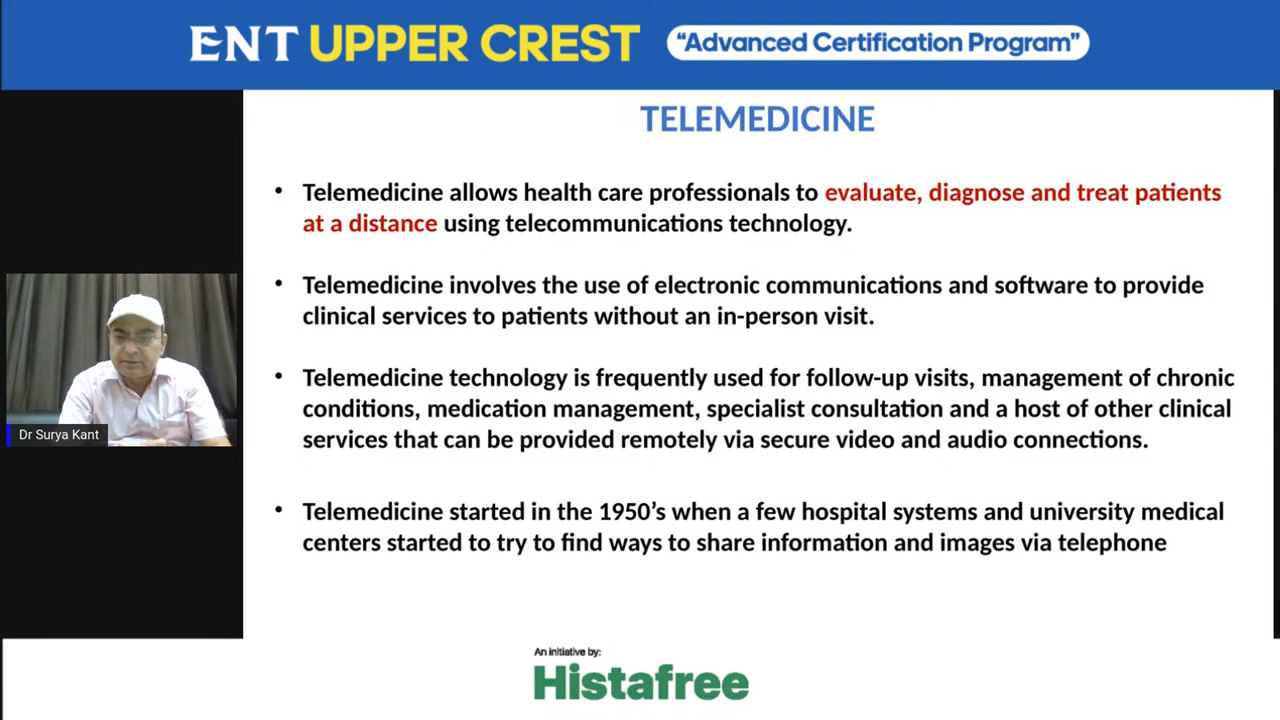 ENT UPPER CREST “Advanced Certification Program”
TELEMEDICINE
• Telemedicine allows health care professionals to evaluate, diagnose and treat patients
at a distance using telecommunications technology.
• Telemedicine involves the use of electronic communications and software to provide
clinical services to patients without an in-person visit.
• Telemedicine technology is frequently used for follow-up visits, management of chronic
conditions, medication management, specialist consultation and a host of other clinical
services that can be provided remotely via secure video and audio connections.
• Telemedicine started in the 1950’s when a few hospital systems and university medical
centers started to try to find ways to share information and images via telephone
Dr Surya Kant
An initiative by:
Histafree